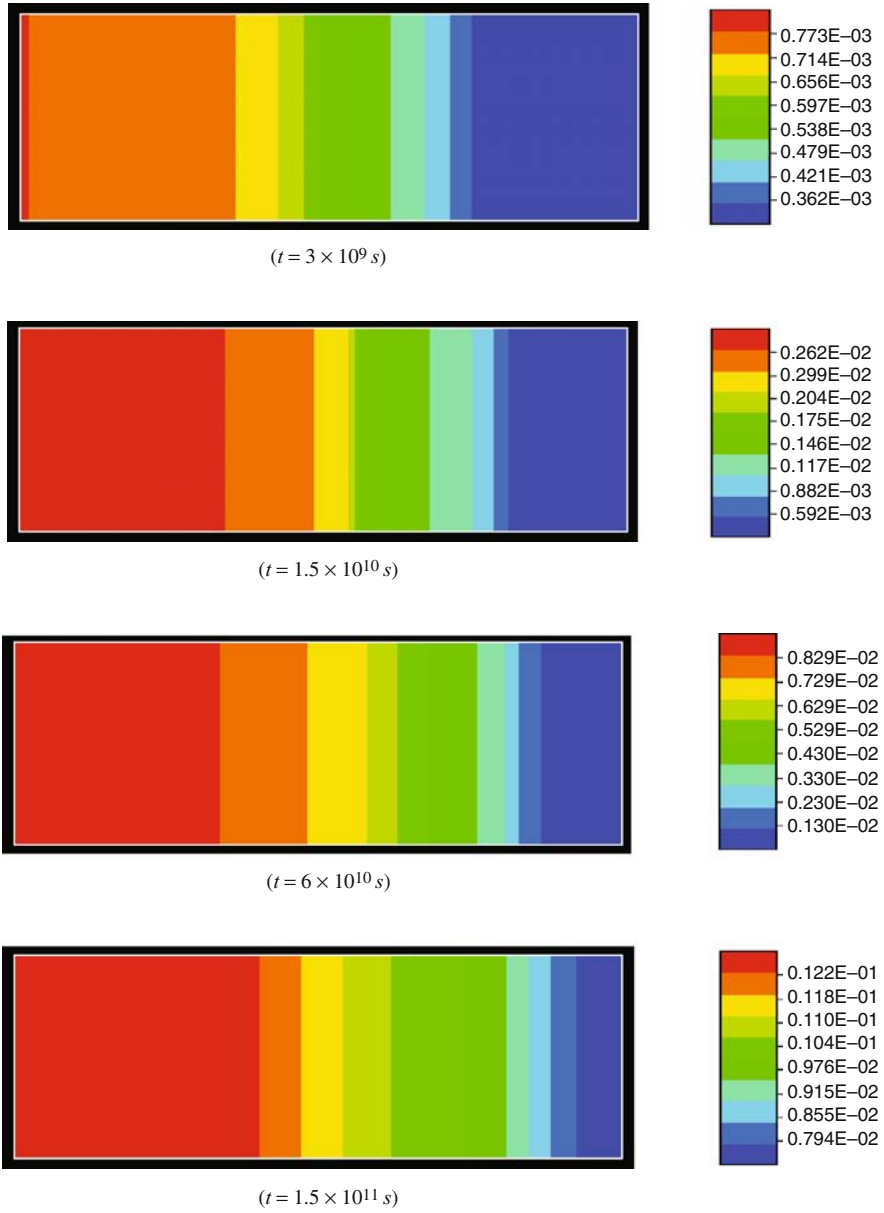 0.773E–03
0.714E–03
0.656E–03
0.597E–03
0.538E–03
0.479E–03
0.421E–03
0.362E–03
(t = 3 × 10⁹ s)
0.262E–02
0.299E–02
0.204E–02
0.175E–02
0.146E–02
0.117E–02
0.882E–03
0.592E–03
(t = 1.5 × 10¹⁰ s)
0.829E–02
0.729E–02
0.629E–02
0.529E–02
0.430E–02
0.330E–02
0.230E–02
0.130E–02
(t = 6 × 10¹⁰ s)
0.122E–01
0.118E–01
0.110E–01
0.104E–01
0.976E–02
0.915E–02
0.855E–02
0.794E–02
(t = 1.5 × 10¹¹ s)